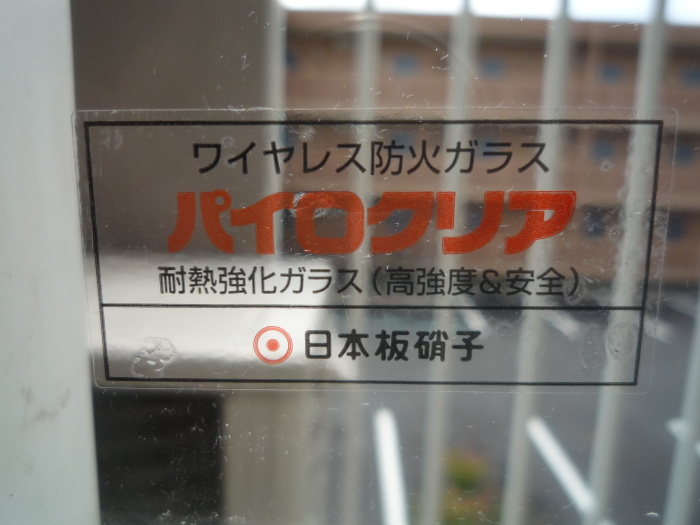 ワイヤレス防火ガラス
パイロクリア
耐熱強化ガラス(高強度&安全)
日本板硝子